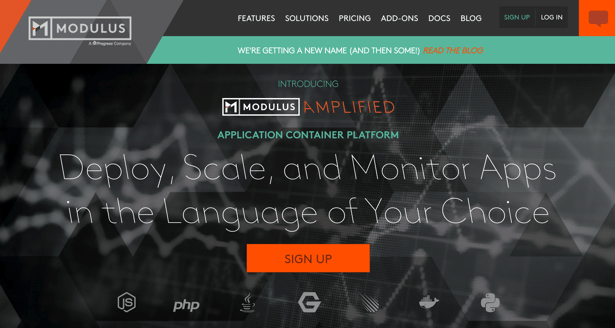 MODULUS
A Progress Company
FEATURES SOLUTIONS PRICING ADD-ONS DOCS BLOG SIGN UP LOG IN
WE'RE GETTING A NEW NAME (AND THEN SOME!) READ THE BLOG
INTRODUCING
MODULUS AMPLIFIED
APPLICATION CONTAINER PLATFORM
Deploy, Scale, and Monitor Apps
in the Language of Your Choice
SIGN UP
JS php